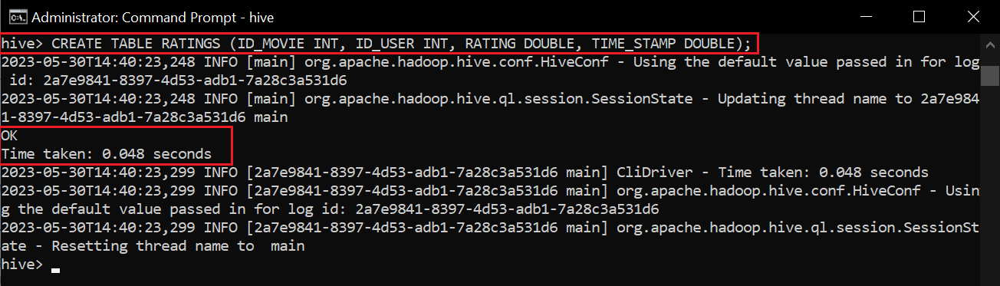 Administrator: Command Prompt - hive
hive> CREATE TABLE RATINGS (ID_MOVIE INT, ID_USER INT, RATING DOUBLE, TIME_STAMP DOUBLE);
2023-05-30T14:40:23,248 INFO [main] org.apache.hadoop.hive.conf.HiveConf - Using the default value passed in for log
 id: 2a7e9841-8397-4d53-adb1-7a28c3a531d6
2023-05-30T14:40:23,248 INFO [main] org.apache.hadoop.hive.ql.session.SessionState - Updating thread name to 2a7e984
1-8397-4d53-adb1-7a28c3a531d6 main
OK
Time taken: 0.048 seconds
2023-05-30T14:40:23,299 INFO [2a7e9841-8397-4d53-adb1-7a28c3a531d6 main] CliDriver - Time taken: 0.048 seconds
2023-05-30T14:40:23,299 INFO [2a7e9841-8397-4d53-adb1-7a28c3a531d6 main] org.apache.hadoop.hive.conf.HiveConf - Usin
g the default value passed in for log id: 2a7e9841-8397-4d53-adb1-7a28c3a531d6
2023-05-30T14:40:23,299 INFO [2a7e9841-8397-4d53-adb1-7a28c3a531d6 main] org.apache.hadoop.hive.ql.session.SessionSt
ate - Resetting thread name to  main
hive>